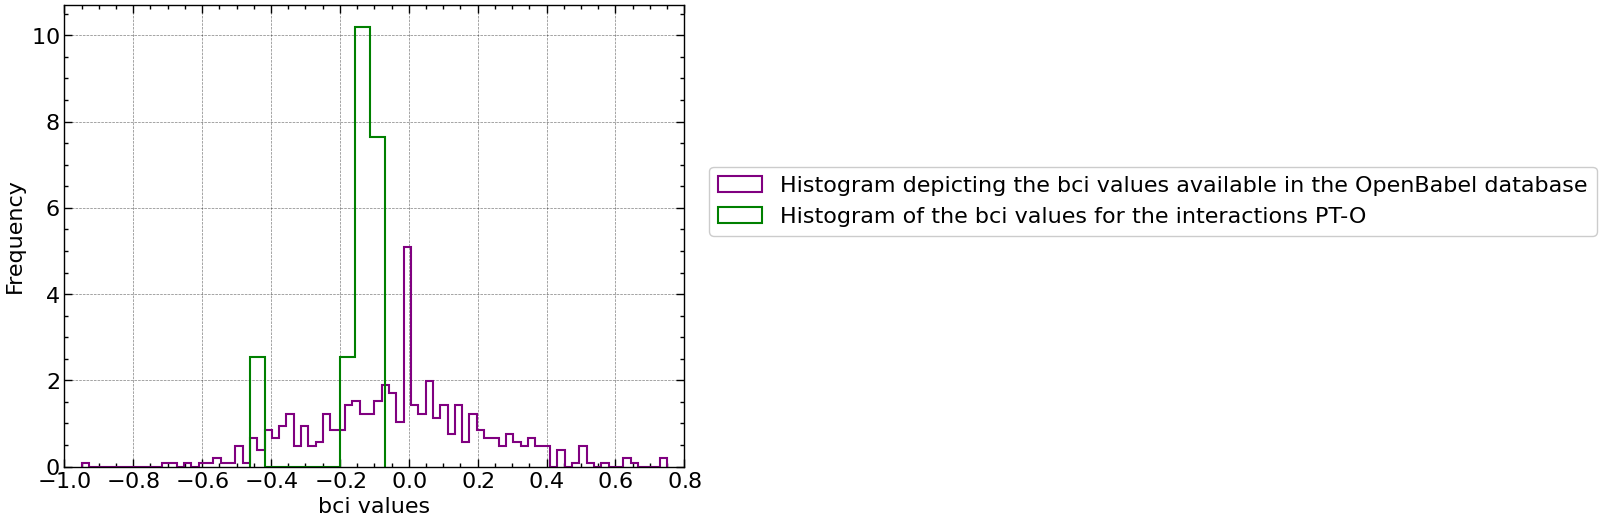 10
8
6
4
2
0
Frequency
−1.0 −0.8 −0.6 −0.4 −0.2 0.0 0.2 0.4 0.6 0.8
bci values
Histogram depicting the bci values available in the OpenBabel database
Histogram of the bci values for the interactions PT-O